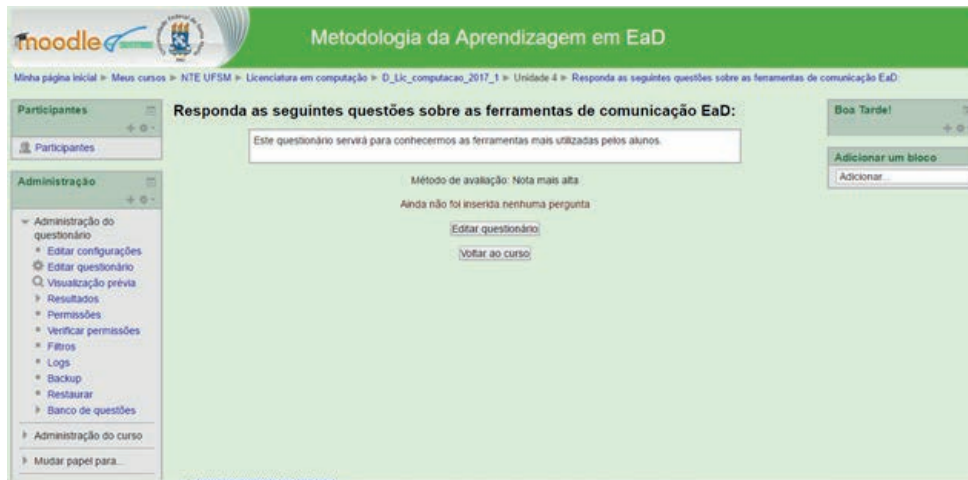 moodle
Metodologia da Aprendizagem em EaD
Minha página inicial ► Meus cursos ► NTE UFSM ► Licenciatura em computação ► D_Lic_computacao_2017_1 ► Unidade 4 ► Responda as seguintes questões sobre as ferramentas de comunicação EaD:
Participantes
Participantes
Administração
Administração do
questionário
Editar configurações
Editar questionário
Visualização prévia
Resultados
Permissões
Verificar permissões
Filtros
Logs
Backup
Restaurar
Banco de questões
Administração do curso
Mudar papel para...
Responda as seguintes questões sobre as ferramentas de comunicação EaD:
Este questionário servirá para conhecermos as ferramentas mais utilizadas pelos alunos.
Método de avaliação: Nota mais alta
Ainda não foi inserida nenhuma pergunta
Editar questionário
Voltar ao curso
Boa Tarde!
Adicionar um bloco
Adicionar...